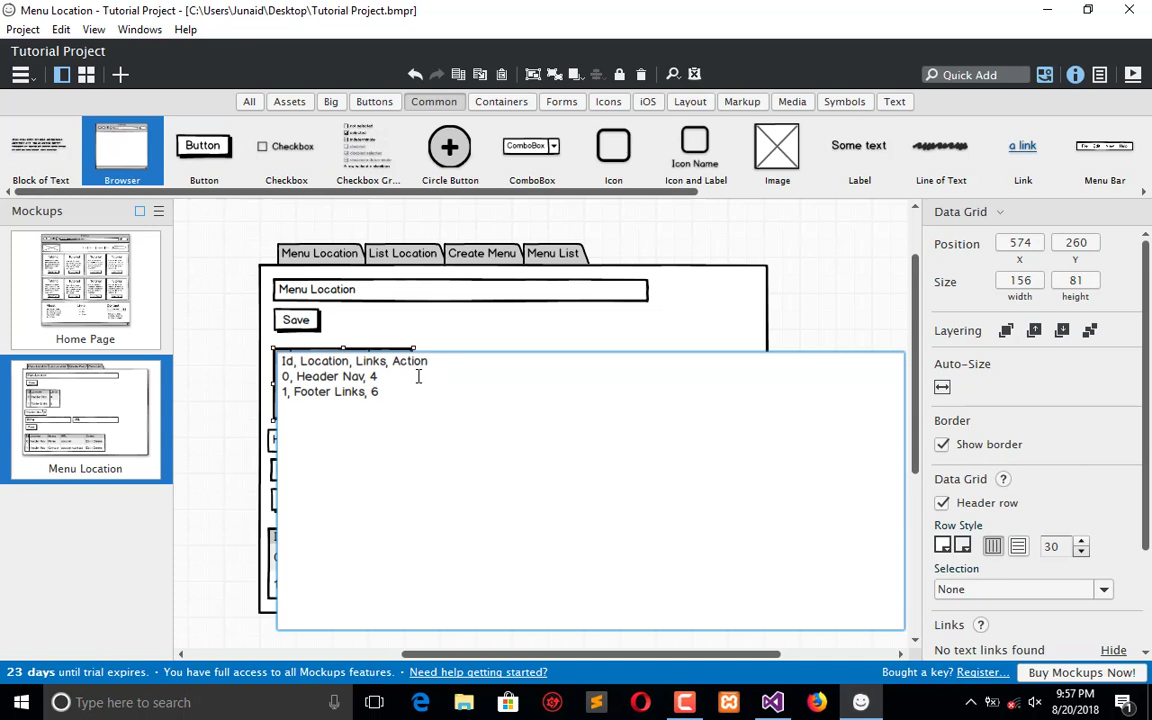 Menu Location - Tutorial Project - [C:\Users\Junaid\Desktop\Tutorial Project.bmpr]
Project Edit View Windows Help
Tutorial Project
Quick Add
All Assets Big Buttons Common Containers Forms Icons iOS Layout Markup Media Symbols Text
Button
Checkbox
ComboBox
Icon Name
Some text
a link
Block of Text Browser Button Checkbox Checkbox Gr... Circle Button ComboBox Icon Icon and Label Image Label Line of Text Link Menu Bar
Mockups
Home Page
Menu Location
Menu Location List Location Create Menu Menu List
Menu Location
Save
Id, Location, Links, Action
0, Header Nav, 4
1, Footer Links, 6
Data Grid
Position 574 260
X Y
Size 156 81
width height
Layering
Auto-Size
Border
Show border
Data Grid ?
Header row
Row Style
30
Selection
None
Links ?
No text links found Hide
23 days until trial expires. • You have full access to all Mockups features. • Need help getting started?
Bought a key? Register... Buy Mockups Now!
Type here to search
9:57 PM
8/20/2018
1